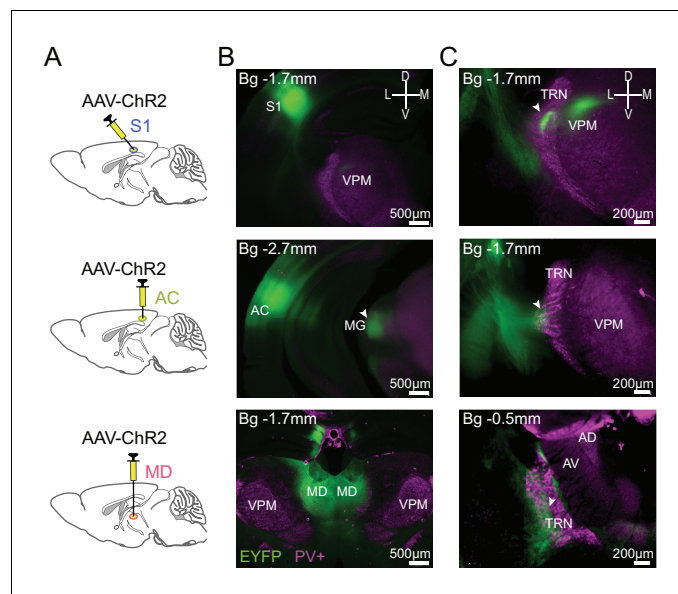 A
B
C
AAV-ChR2
S1
Bg -1.7mm
S1
VPM
D
L
M
V
500µm
Bg -1.7mm
TRN
VPM
D
L
M
V
200µm
AAV-ChR2
AC
Bg -2.7mm
AC
MG
500µm
Bg -1.7mm
TRN
VPM
200µm
AAV-ChR2
MD
Bg -1.7mm
VPM
MD
MD
VPM
EYFP
PV+
500µm
Bg -0.5mm
AD
AV
TRN
200µm